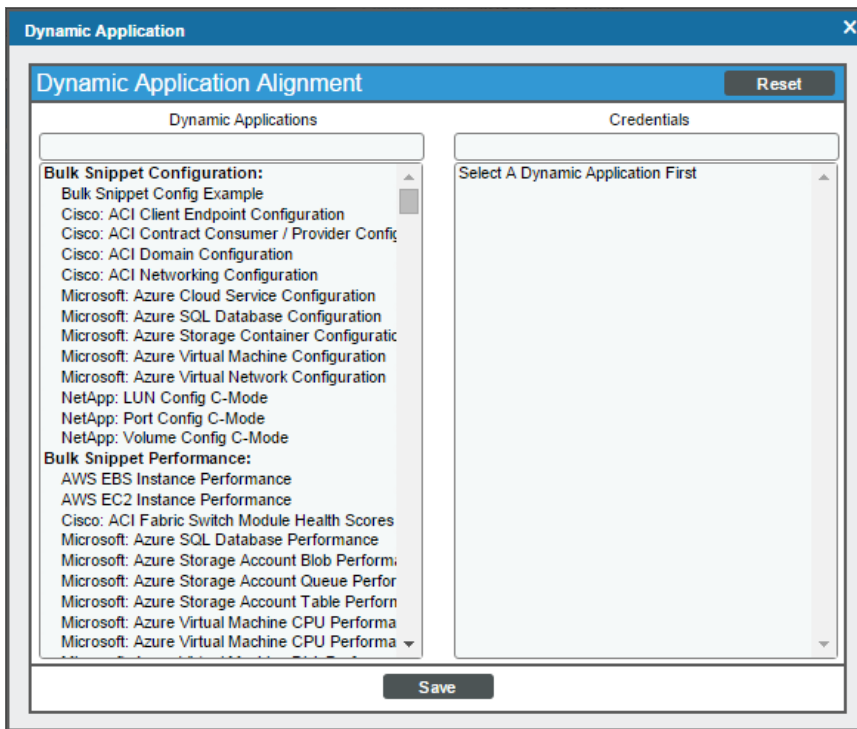 Dynamic Application
Dynamic Application Alignment
Reset
Dynamic Applications
Credentials
Bulk Snippet Configuration:
Bulk Snippet Config Example
Cisco: ACI Client Endpoint Configuration
Cisco: ACI Contract Consumer / Provider Config
Cisco: ACI Domain Configuration
Cisco: ACI Networking Configuration
Microsoft: Azure Cloud Service Configuration
Microsoft: Azure SQL Database Configuration
Microsoft: Azure Storage Container Configuratic
Microsoft: Azure Virtual Machine Configuration
Microsoft: Azure Virtual Network Configuration
NetApp: LUN Config C-Mode
NetApp: Port Config C-Mode
NetApp: Volume Config C-Mode
Bulk Snippet Performance:
AWS EBS Instance Performance
AWS EC2 Instance Performance
Cisco: ACI Fabric Switch Module Health Scores
Microsoft: Azure SQL Database Performance
Microsoft: Azure Storage Account Blob Performa
Microsoft: Azure Storage Account Queue Perfor
Microsoft: Azure Storage Account Table Perforn
Microsoft: Azure Virtual Machine CPU Performa
Microsoft: Azure Virtual Machine CPU Performa
Select A Dynamic Application First
Save